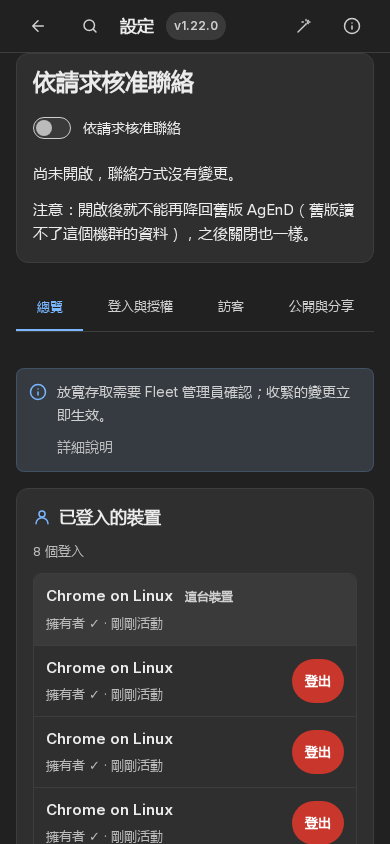 設定 v1.22.0
依請求核准聯絡
依請求核准聯絡
尚未開啟，聯絡方式沒有變更。
注意：開啟後就不能再降回舊版 AgEnD（舊版讀
不了這個機群的資料），之後關閉也一樣。
總覽 登入與授權 訪客 公開與分享
放寬存取需要 Fleet 管理員確認；收緊的變更立
即生效。
詳細說明
已登入的裝置
8 個登入
Chrome on Linux 這台裝置
擁有者 ✓ · 剛剛活動
Chrome on Linux
擁有者 ✓ · 剛剛活動
登出
Chrome on Linux
擁有者 ✓ · 剛剛活動
登出
Chrome on Linux
擁有者 ✓ · 剛剛活動
登出